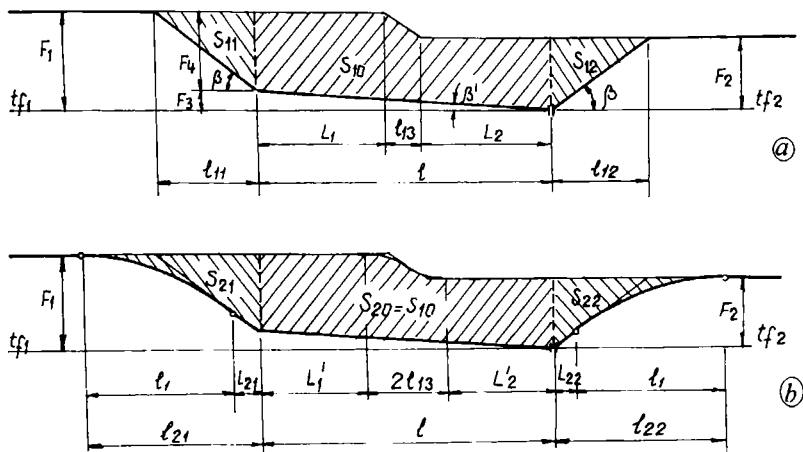 F₁ F₄ S₁₁ S₁₀ S₁₂ F₂
β β' β
tf₁ F₃ tf₂
L₁ l₁₃ L₂
l₁₁ l l₁₂
a
F₁ S₂₁ S₂₀=S₁₀ S₂₂ F₂
tf₁ tf₂
l₁ L₂₁ L₁' 2l₁₃ L'₂ L₂₂ l₁
l₂₁ l l₂₂
b